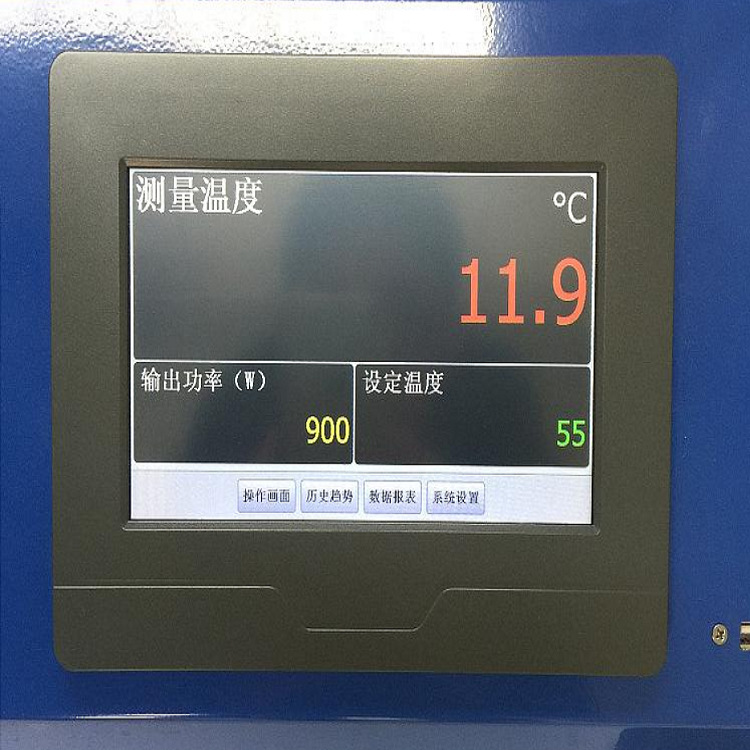 测量温度
℃
11.9
输出功率（W）
900
设定温度
55
操作画面 历史趋势 数据报表 系统设置